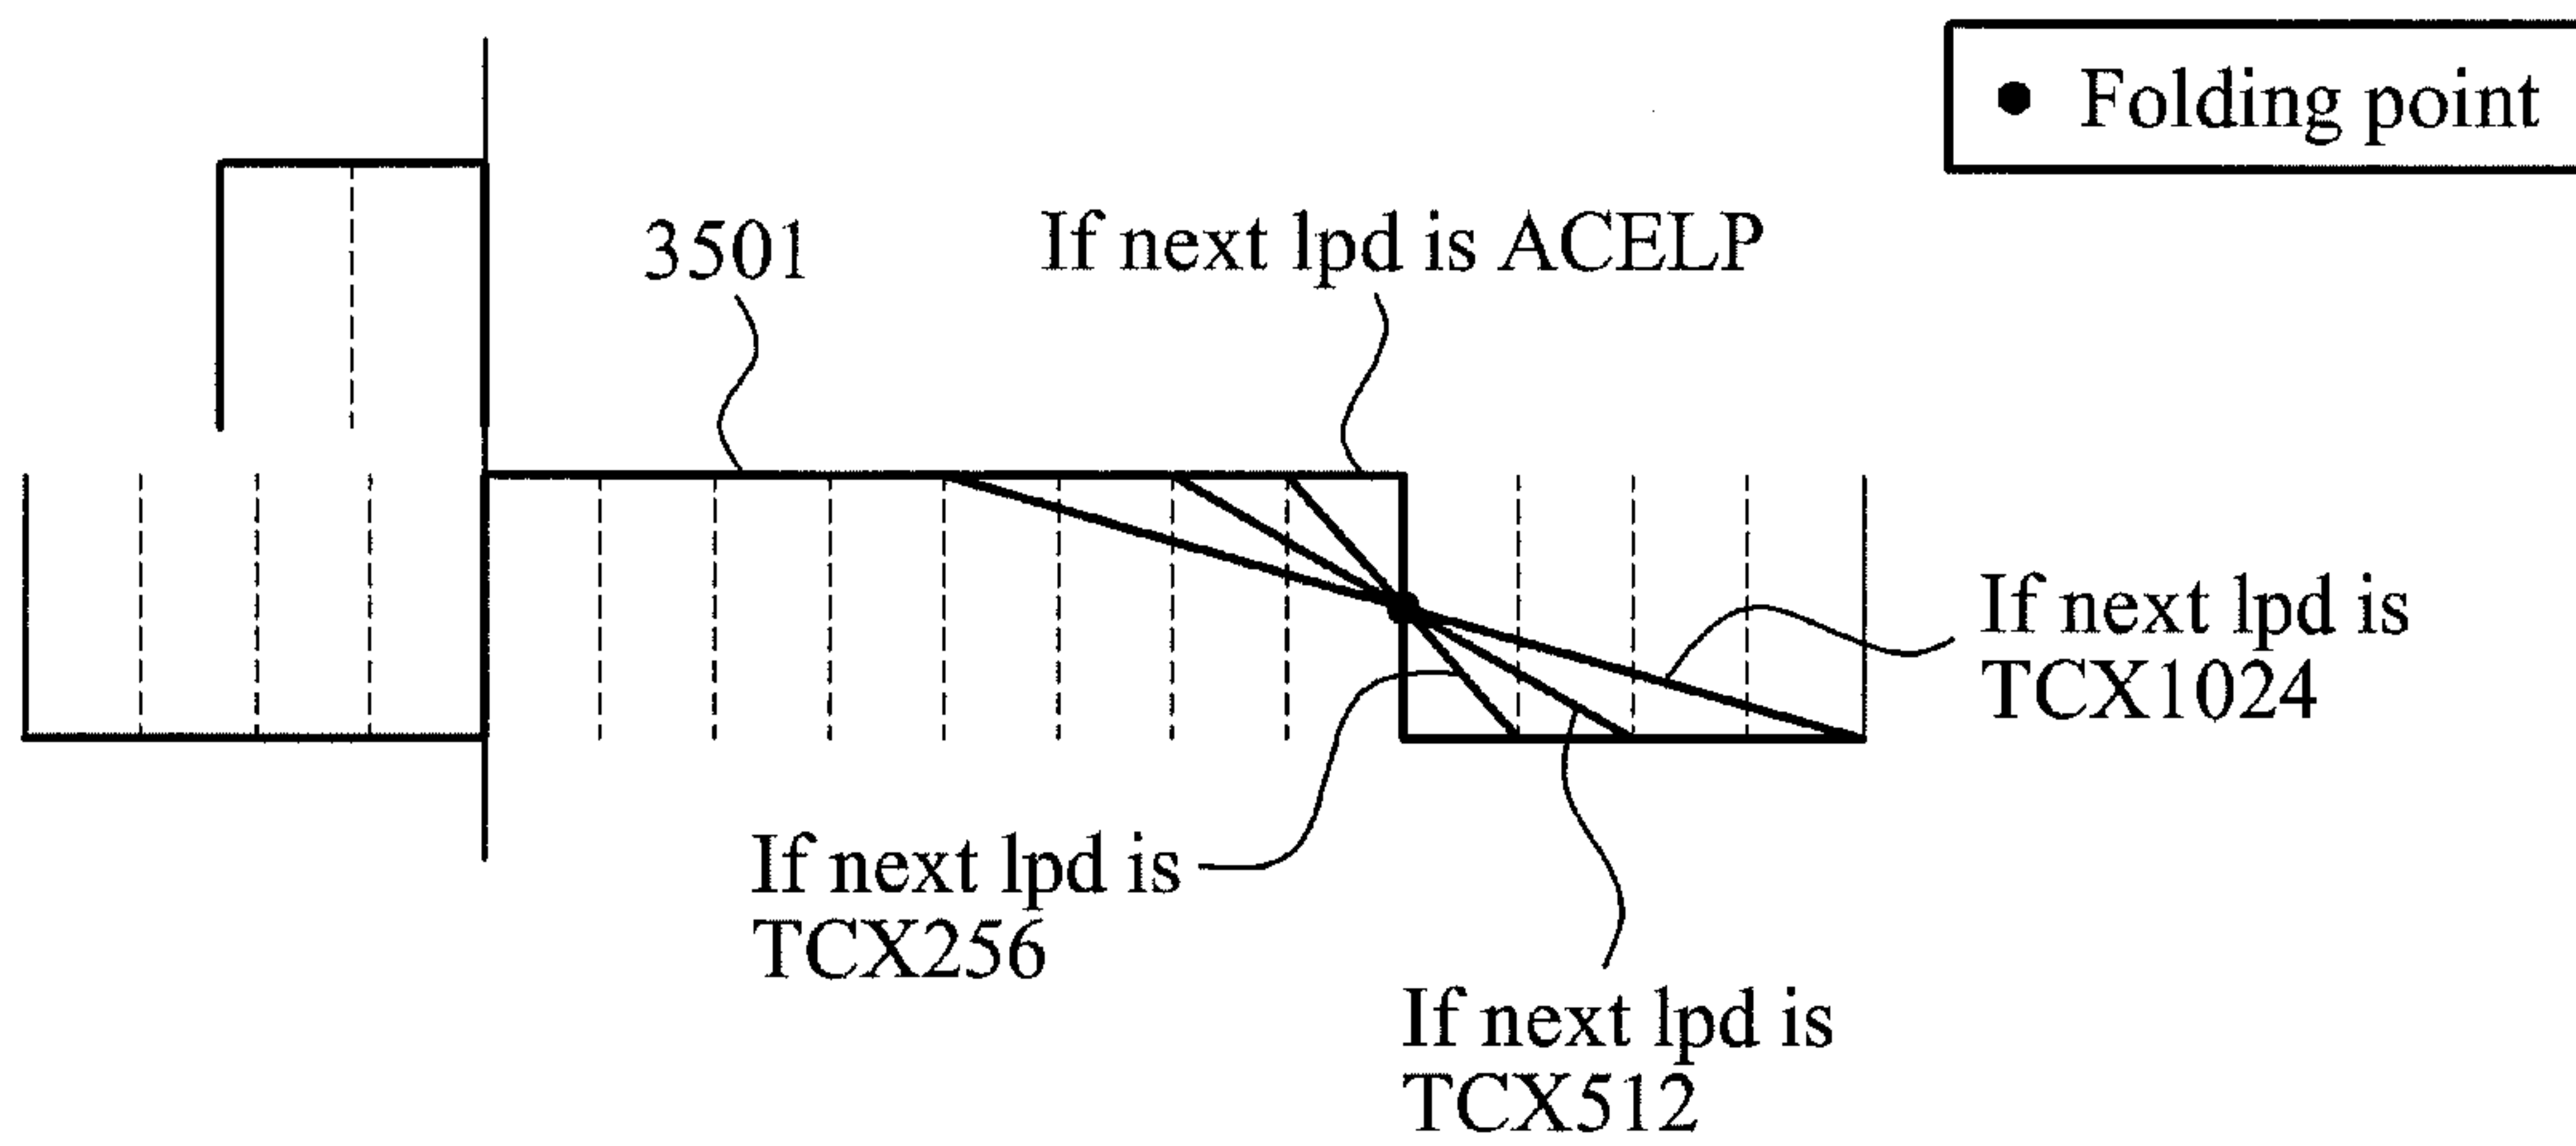 Folding point
3501
If next lpd is ACELP
If next lpd is
TCX1024
If next lpd is
TCX256
If next lpd is
TCX512